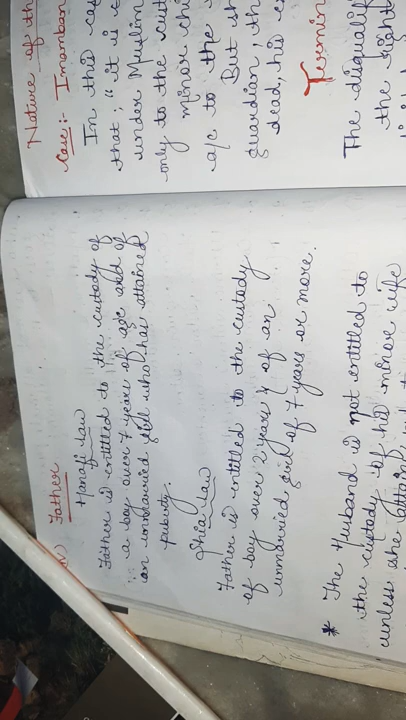 Father
Hanafi Law
Father is entitled to the custody of
a boy over 7 years of age and of
an unmarried girl who has attained
puberty.
Shia Law
Father is entitled to the custody
of boy over 2 years & of an
unmarried girl of 7 years or more.
* The Husband is not entitled to
the custody of his minor wife
unless she attains
Nature of th
Case :- Imamban
In this ca
that, "it is t
under Muslim
only to the cust
minor chi
a/c to the
But sh
guardian, th
dead, his e
Termin
The disqualif
the right